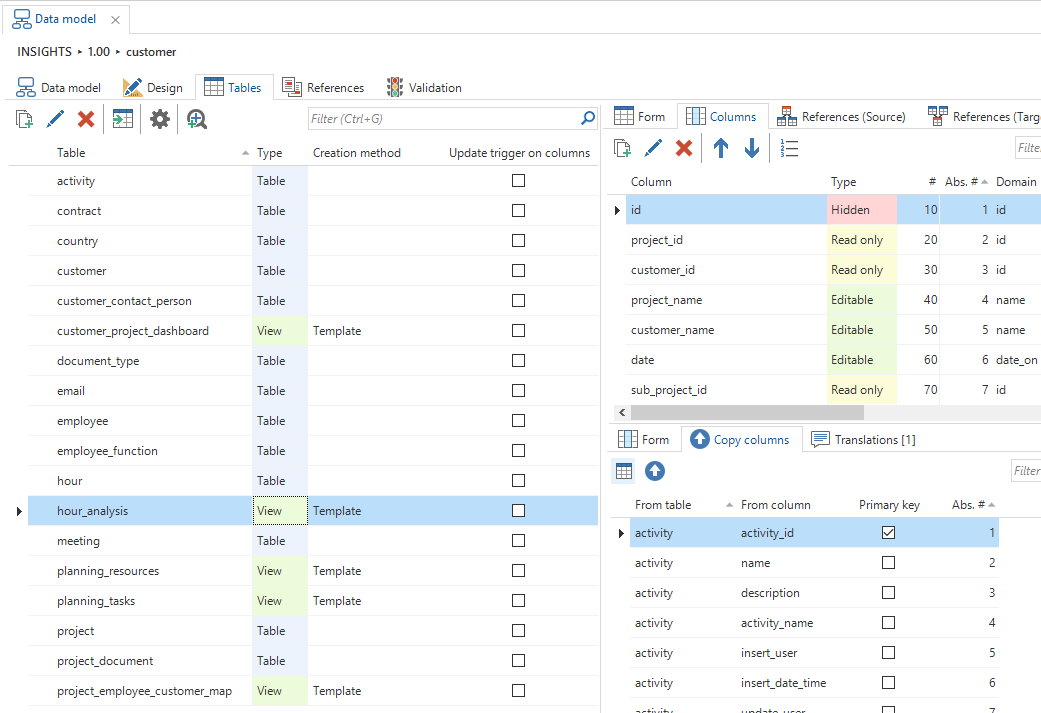 Data model
INSIGHTS ▸ 1.00 ▸ customer
Data model Design Tables References Validation
Filter (Ctrl+G)
Table Type Creation method Update trigger on columns
activity Table
contract Table
country Table
customer Table
customer_contact_person Table
customer_project_dashboard View Template
document_type Table
email Table
employee Table
employee_function Table
hour Table
hour_analysis View Template
meeting Table
planning_resources View Template
planning_tasks View Template
project Table
project_document Table
project_employee_customer_map View Template
Form Columns References (Source) References (Targ
Filte
Column Type # Abs. # Domain
id Hidden 10 1 id
project_id Read only 20 2 id
customer_id Read only 30 3 id
project_name Editable 40 4 name
customer_name Editable 50 5 name
date Editable 60 6 date_on
sub_project_id Read only 70 7 id
Form Copy columns Translations [1]
Filter
From table From column Primary key Abs. #
activity activity_id 1
activity name 2
activity description 3
activity activity_name 4
activity insert_user 5
activity insert_date_time 6
activity update_user 7